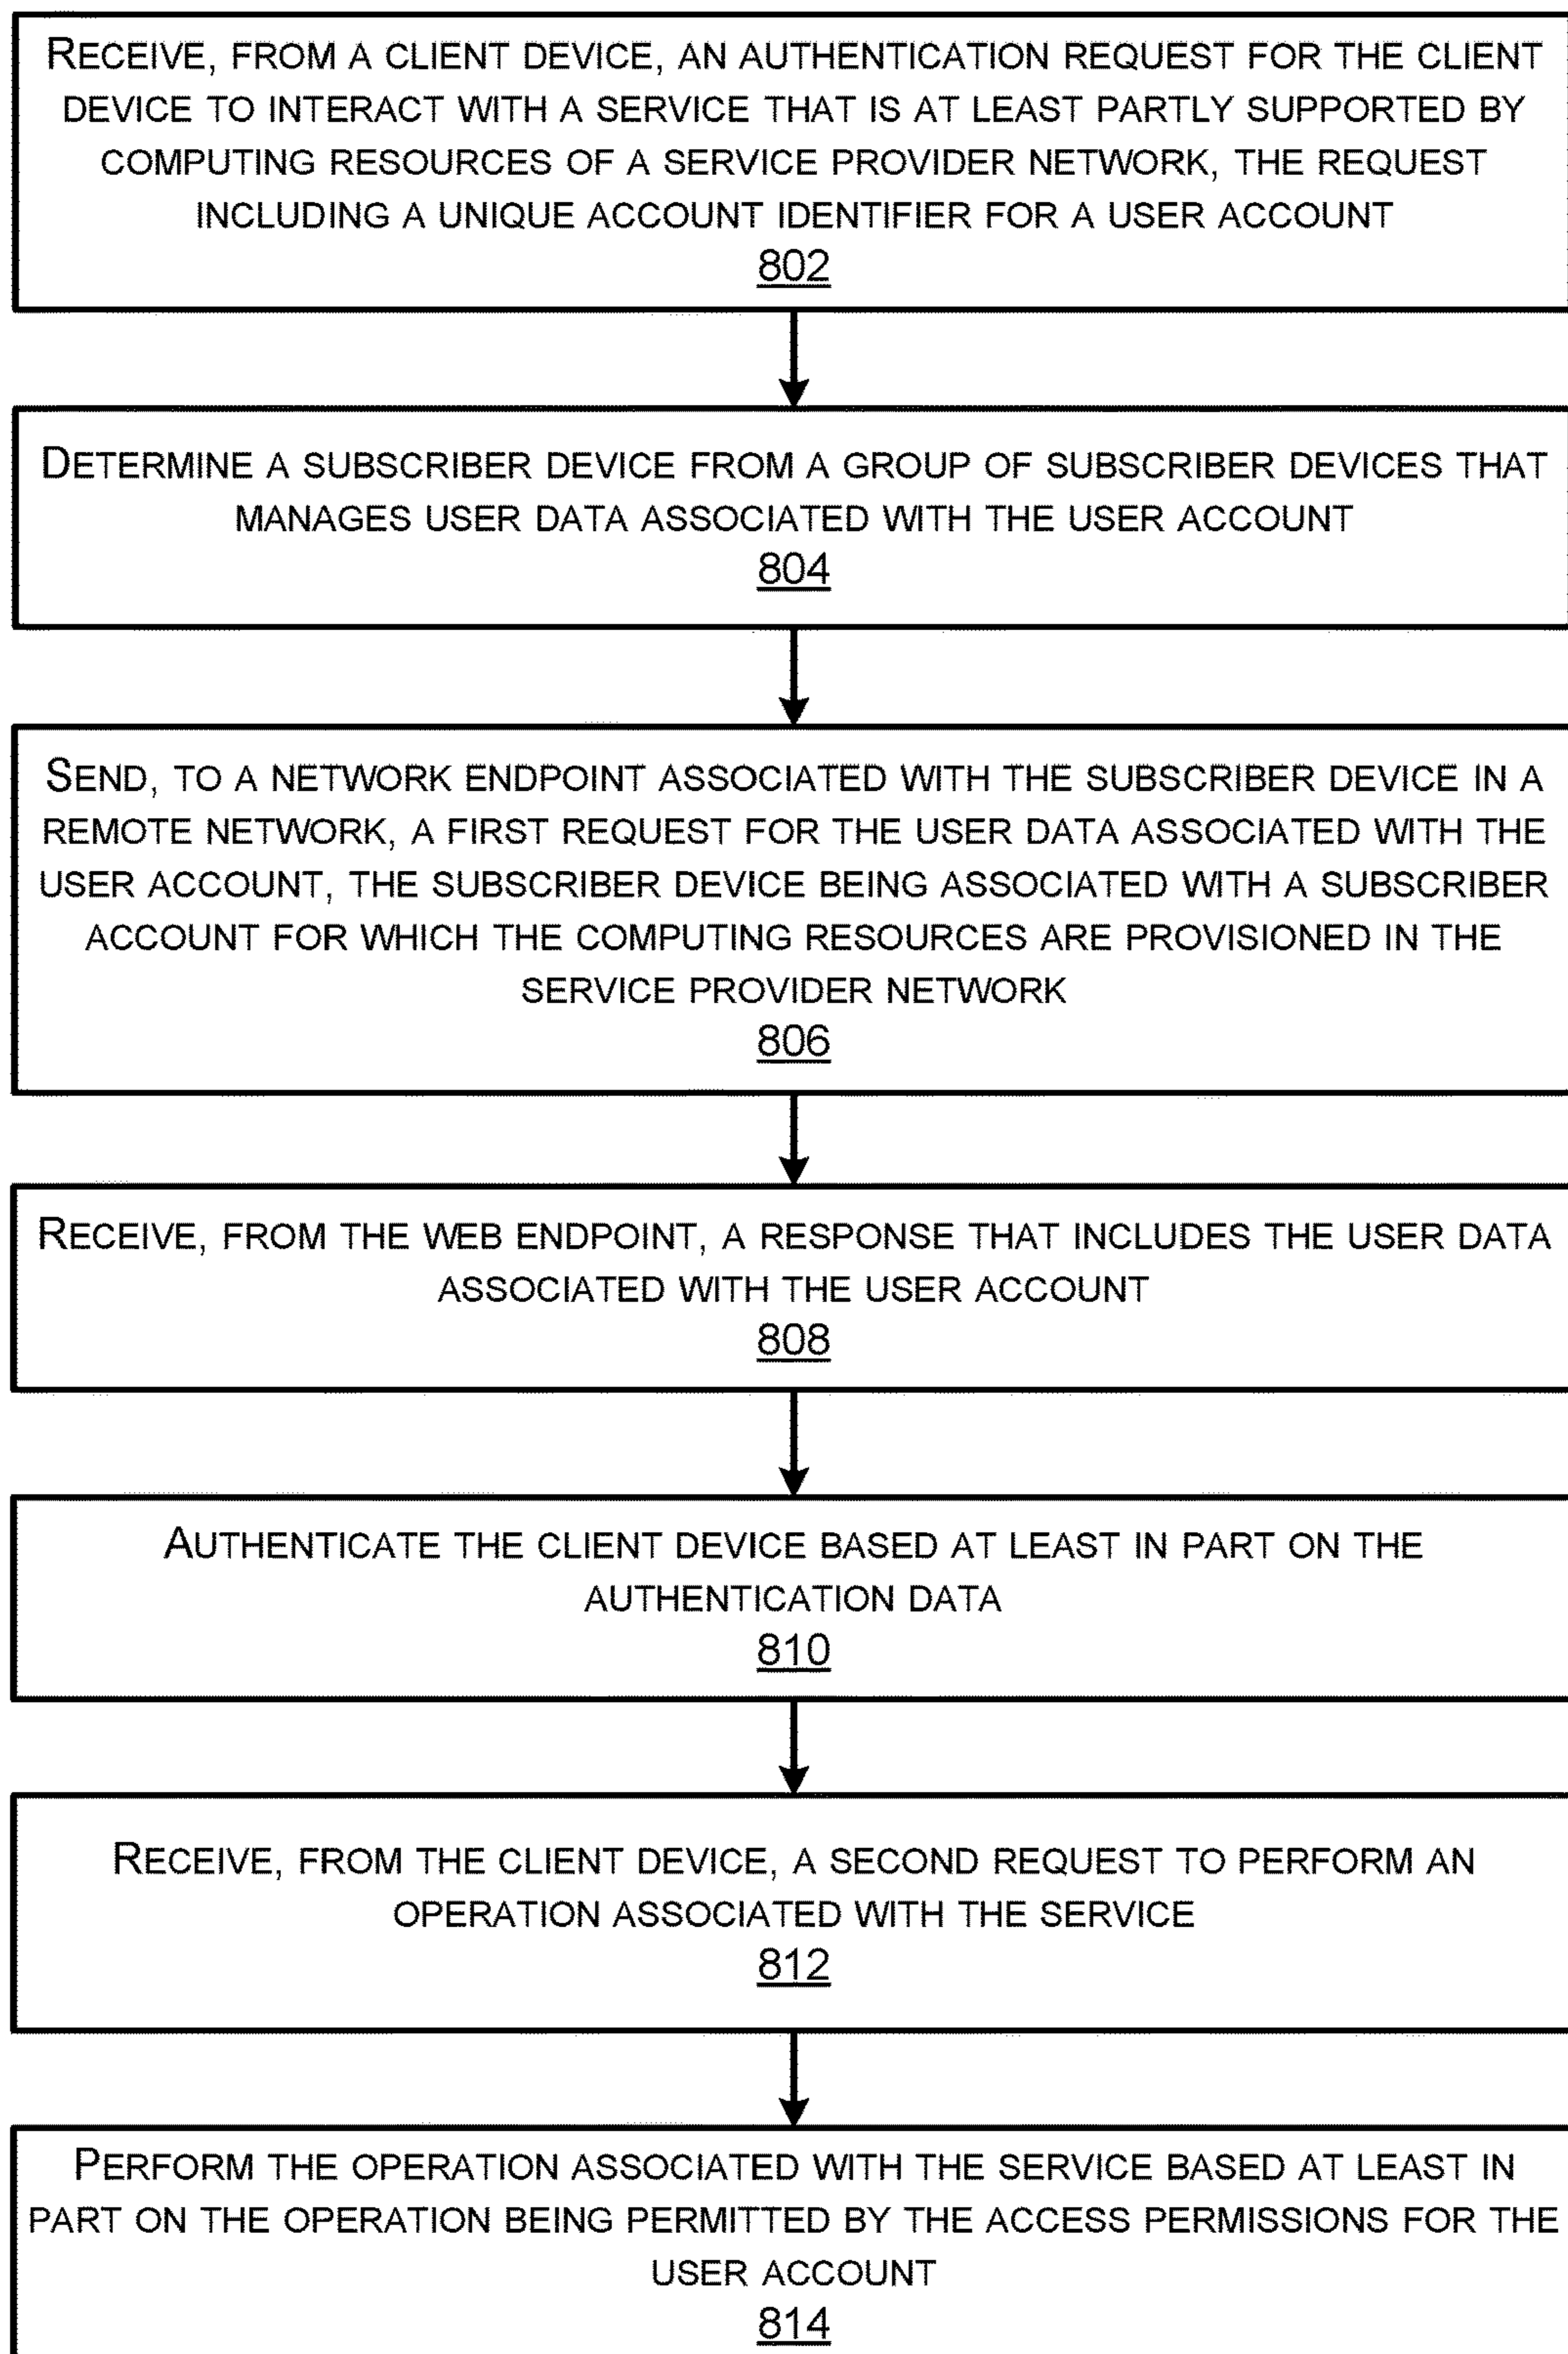 RECEIVE, FROM A CLIENT DEVICE, AN AUTHENTICATION REQUEST FOR THE CLIENT
DEVICE TO INTERACT WITH A SERVICE THAT IS AT LEAST PARTLY SUPPORTED BY
COMPUTING RESOURCES OF A SERVICE PROVIDER NETWORK, THE REQUEST
INCLUDING A UNIQUE ACCOUNT IDENTIFIER FOR A USER ACCOUNT
802
DETERMINE A SUBSCRIBER DEVICE FROM A GROUP OF SUBSCRIBER DEVICES THAT
MANAGES USER DATA ASSOCIATED WITH THE USER ACCOUNT
804
SEND, TO A NETWORK ENDPOINT ASSOCIATED WITH THE SUBSCRIBER DEVICE IN A
REMOTE NETWORK, A FIRST REQUEST FOR THE USER DATA ASSOCIATED WITH THE
USER ACCOUNT, THE SUBSCRIBER DEVICE BEING ASSOCIATED WITH A SUBSCRIBER
ACCOUNT FOR WHICH THE COMPUTING RESOURCES ARE PROVISIONED IN THE
SERVICE PROVIDER NETWORK
806
RECEIVE, FROM THE WEB ENDPOINT, A RESPONSE THAT INCLUDES THE USER DATA
ASSOCIATED WITH THE USER ACCOUNT
808
AUTHENTICATE THE CLIENT DEVICE BASED AT LEAST IN PART ON THE
AUTHENTICATION DATA
810
RECEIVE, FROM THE CLIENT DEVICE, A SECOND REQUEST TO PERFORM AN
OPERATION ASSOCIATED WITH THE SERVICE
812
PERFORM THE OPERATION ASSOCIATED WITH THE SERVICE BASED AT LEAST IN
PART ON THE OPERATION BEING PERMITTED BY THE ACCESS PERMISSIONS FOR THE
USER ACCOUNT
814